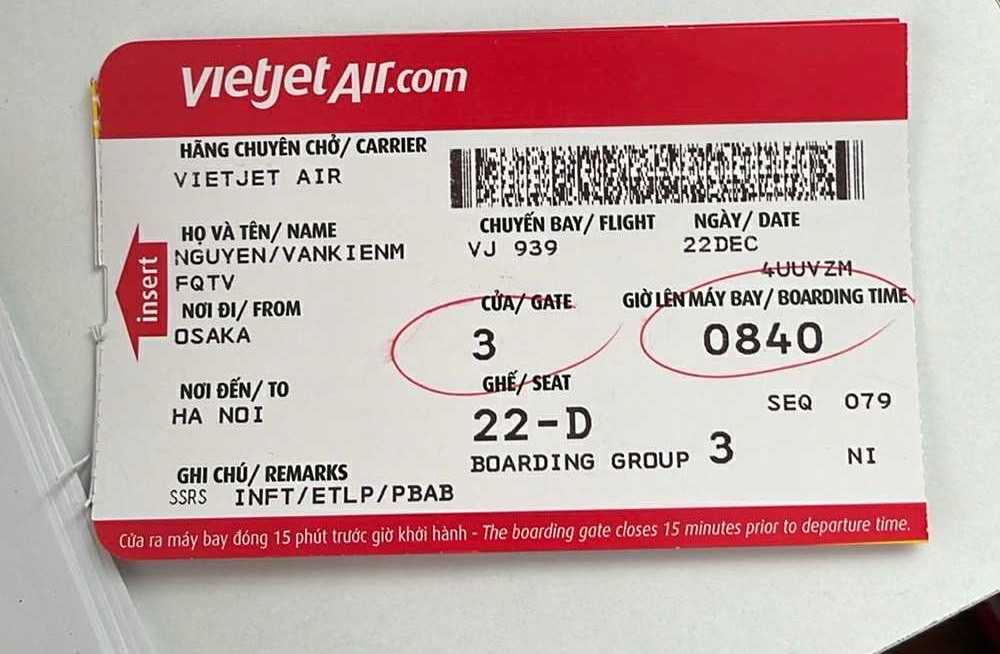 vietjetAir.com
HÃNG CHUYÊN CHỞ/ CARRIER
VIETJET AIR
HỌ VÀ TÊN/ NAME
NGUYEN/VANKIENM
FQTV
CHUYẾN BAY/ FLIGHT
VJ 939
NGÀY/ DATE
22DEC
4UUVZM
insert
NƠI ĐI/ FROM
OSAKA
CỬA/ GATE
3
GIỜ LÊN MÁY BAY/ BOARDING TIME
0840
NƠI ĐẾN/ TO
HA NOI
GHẾ/ SEAT
22-D
SEQ 079
BOARDING GROUP 3
NI
GHI CHÚ/ REMARKS
SSRS INFT/ETLP/PBAB
Cửa ra máy bay đóng 15 phút trước giờ khởi hành - The boarding gate closes 15 minutes prior to departure time.